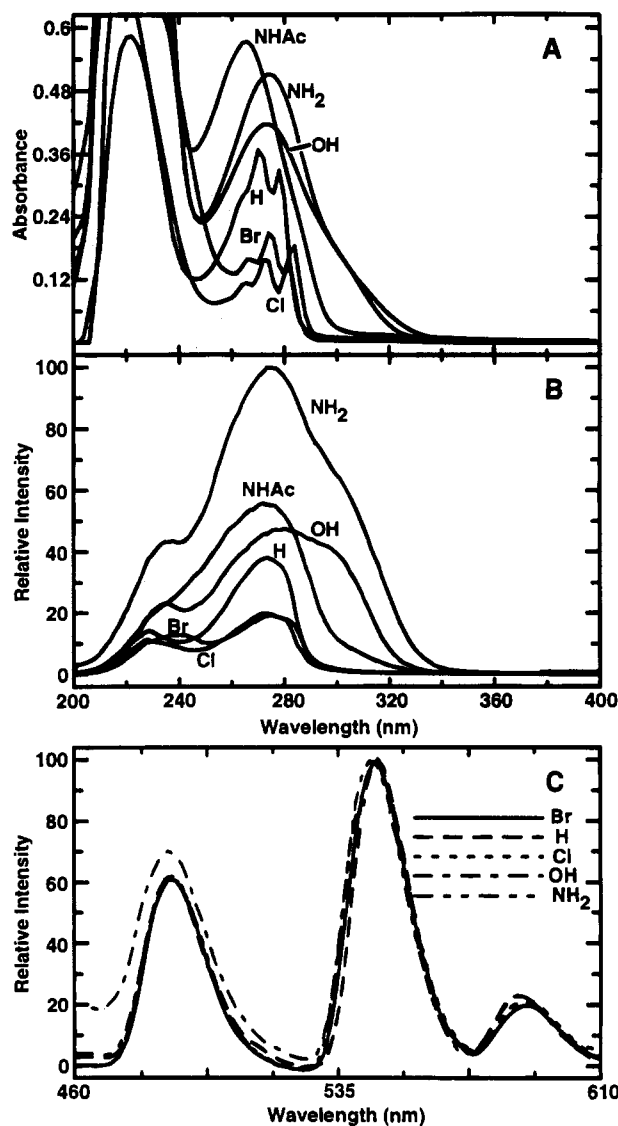 A
0.6
0.48
0.36
0.24
0.12
Absorbance
NHAc
NH2
OH
H
Br
Cl
B
100
80
60
40
20
0
Relative Intensity
NH2
NHAc
OH
H
Br
Cl
200 240 280 320 360 400
Wavelength (nm)
C
100
80
60
40
20
0
Relative Intensity
Br
H
Cl
OH
NH2
460 535 610
Wavelength (nm)